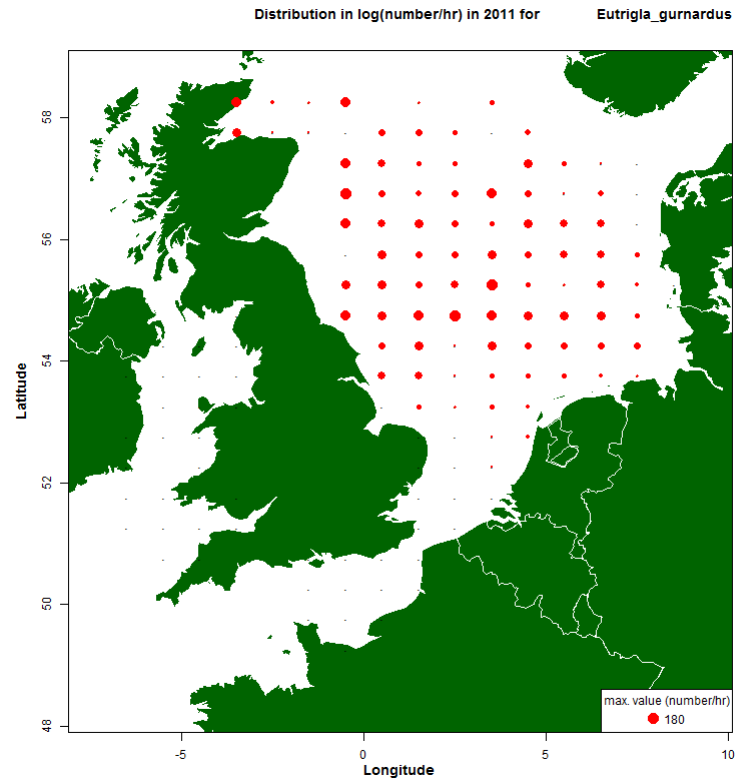 Distribution in log(number/hr) in 2011 for Eutrigla_gurnardus
58
56
54
52
50
48
Latitude
-5 0 5 10
Longitude
max. value (number/hr)
180